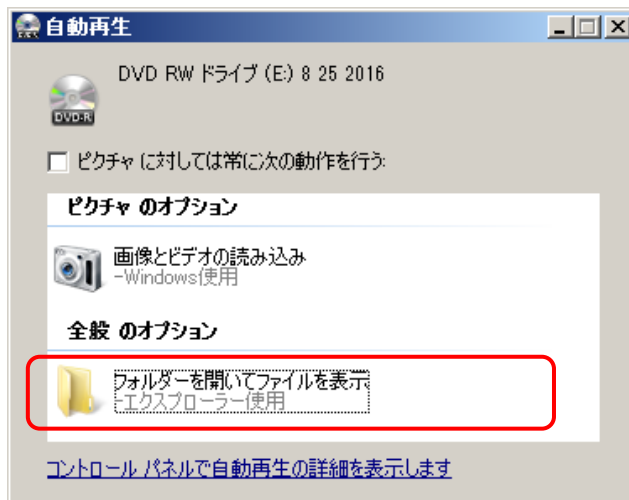 自動再生
DVD RW ドライブ (E:) 8 25 2016
DVD-R
ピクチャ に対しては常に次の動作を行う:
ピクチャ のオプション
画像とビデオの読み込み
-Windows使用
全般 のオプション
フォルダーを開いてファイルを表示
-エクスプローラー使用
コントロール パネルで自動再生の詳細を表示します